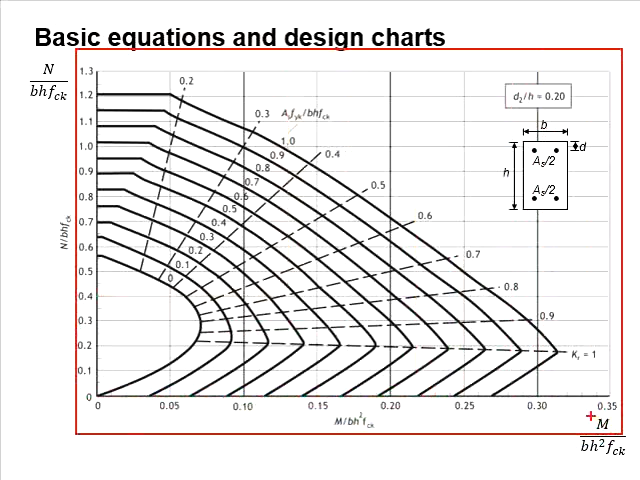 Basic equations and design charts
N
bhf_ck
1.3
1.2
1.1
1.0
0.9
0.8
0.7
0.6
0.5
0.4
0.3
0.2
0.1
0
N/bhf_ck
0.2
0.3 A_s f_yk/bhf_ck
1.0
0.9
0.8
0.7
0.6
0.5
0.4
0.3
0.2
0.1
0
0.4
0.5
0.6
0.7
0.8
0.9
K_r = 1
d_2/h = 0.20
b
d
h
A_s/2
A_s/2
0 0.05 0.10 0.15 0.20 0.25 0.30 0.35
M/bh²f_ck
M
bh²f_ck